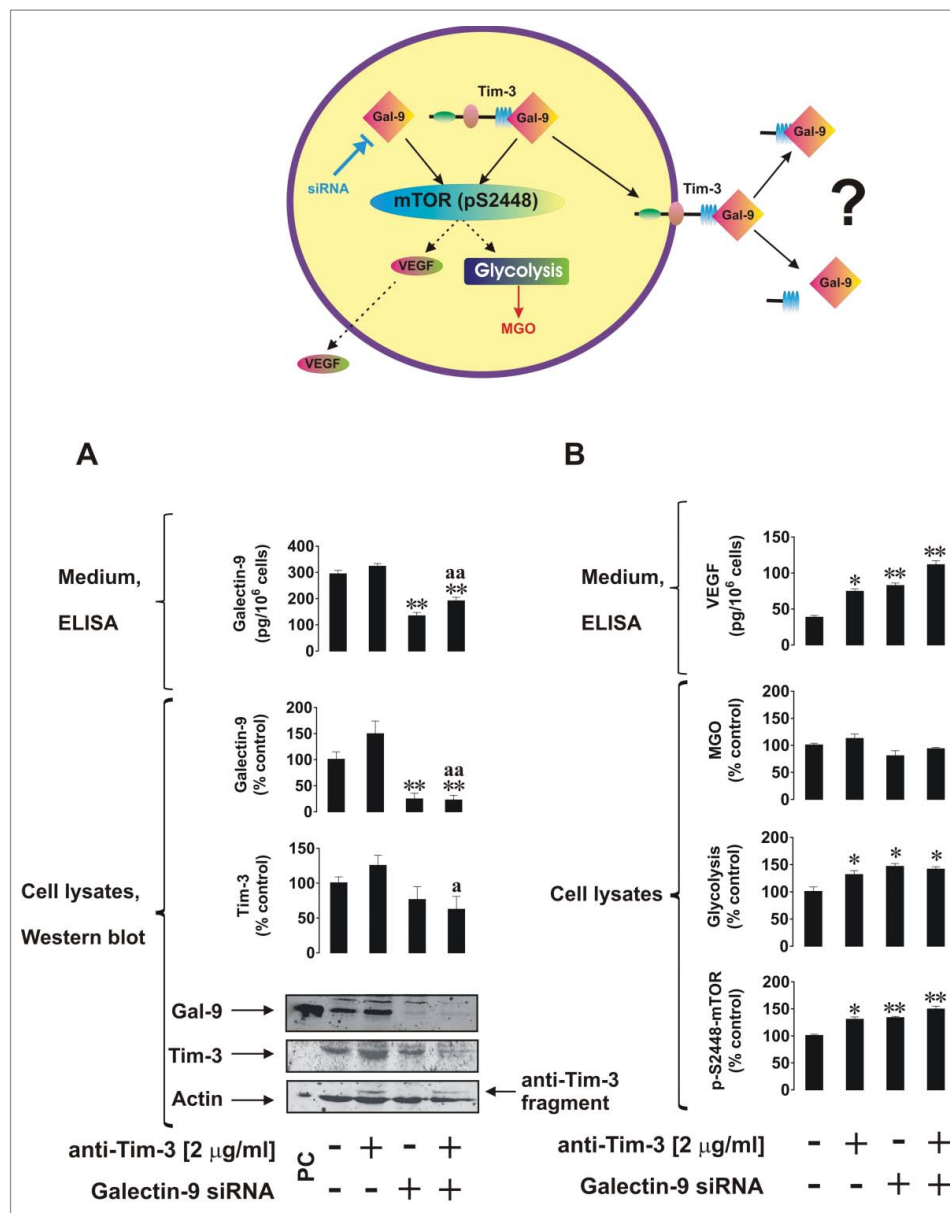 Tim-3
Gal-9
Gal-9
Gal-9
siRNA
Tim-3
mTOR (pS2448)
Gal-9
?
VEGF
Glycolysis
Gal-9
MGO
VEGF
A
B
Medium,
ELISA
Galectin-9
(pg/10⁶ cells)
400
300
200
100
0
**
aa
**
Medium,
ELISA
VEGF
(pg/10⁶ cells)
150
100
50
0
*
**
**
Cell lysates,
Western blot
Galectin-9
(% control)
200
150
100
50
0
**
aa
**
Tim-3
(% control)
150
100
50
0
a
Gal-9
Tim-3
Actin
anti-Tim-3
fragment
PC
anti-Tim-3 [2 µg/ml]
- + - +
Galectin-9 siRNA
- - + +
Cell lysates
MGO
(% control)
200
150
100
50
0
Glycolysis
(% control)
200
150
100
50
0
*
*
*
p-S2448-mTOR
(% control)
200
150
100
50
0
*
**
**
anti-Tim-3 [2 µg/ml]
- + - +
Galectin-9 siRNA
- - + +